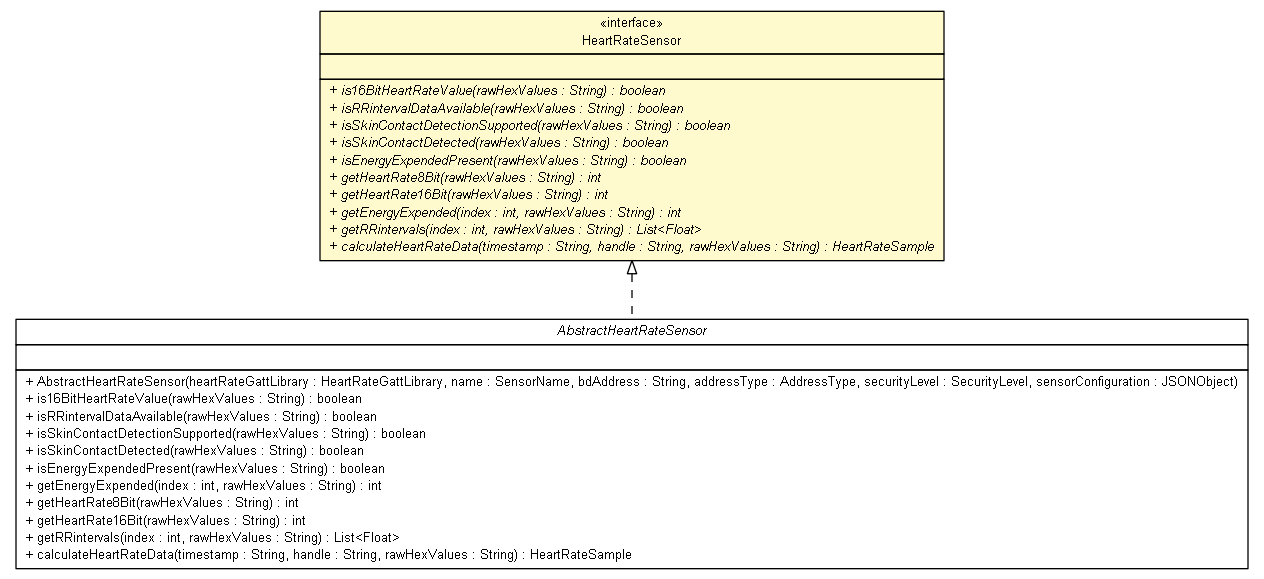 «interface»
HeartRateSensor
+ is16BitHeartRateValue(rawHexValues : String) : boolean
+ isRRintervalDataAvailable(rawHexValues : String) : boolean
+ isSkinContactDetectionSupported(rawHexValues : String) : boolean
+ isSkinContactDetected(rawHexValues : String) : boolean
+ isEnergyExpendedPresent(rawHexValues : String) : boolean
+ getHeartRate8Bit(rawHexValues : String) : int
+ getHeartRate16Bit(rawHexValues : String) : int
+ getEnergyExpended(index : int, rawHexValues : String) : int
+ getRRintervals(index : int, rawHexValues : String) : List<Float>
+ calculateHeartRateData(timestamp : String, handle : String, rawHexValues : String) : HeartRateSample
AbstractHeartRateSensor
+ AbstractHeartRateSensor(heartRateGattLibrary : HeartRateGattLibrary, name : SensorName, bdAddress : String, addressType : AddressType, securityLevel : SecurityLevel, sensorConfiguration : JSONObject)
+ is16BitHeartRateValue(rawHexValues : String) : boolean
+ isRRintervalDataAvailable(rawHexValues : String) : boolean
+ isSkinContactDetectionSupported(rawHexValues : String) : boolean
+ isSkinContactDetected(rawHexValues : String) : boolean
+ isEnergyExpendedPresent(rawHexValues : String) : boolean
+ getEnergyExpended(index : int, rawHexValues : String) : int
+ getHeartRate8Bit(rawHexValues : String) : int
+ getHeartRate16Bit(rawHexValues : String) : int
+ getRRintervals(index : int, rawHexValues : String) : List<Float>
+ calculateHeartRateData(timestamp : String, handle : String, rawHexValues : String) : HeartRateSample